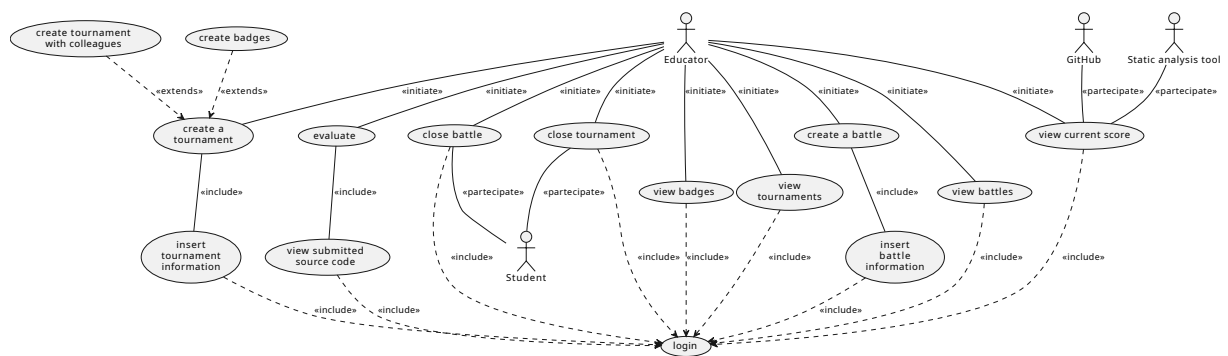 create tournament
with colleagues
create badges
Educator
GitHub
Static analysis tool
«extends»
«extends»
«initiate»
«initiate»
«initiate»
«initiate»
«initiate»
«initiate»
«initiate»
«initiate»
«initiate»
«partecipate»
«partecipate»
create a
tournament
evaluate
close battle
close tournament
create a battle
view current score
«include»
«include»
«partecipate»
«partecipate»
view badges
view
tournaments
«include»
view battles
insert
tournament
information
view submitted
source code
«include»
Student
«include»
«include»
«include»
insert
battle
information
«include»
«include»
«include»
«include»
«include»
login